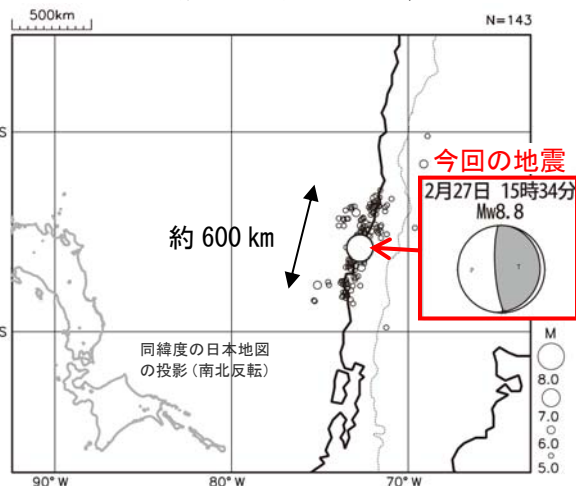 500km
N=143
S
今回の地震
2月27日 15時34分
Mw8.8
P
T
約 600 km
S
同緯度の日本地図
の投影(南北反転)
M
8.0
7.0
6.0
5.0
90°W
80°W
70°W